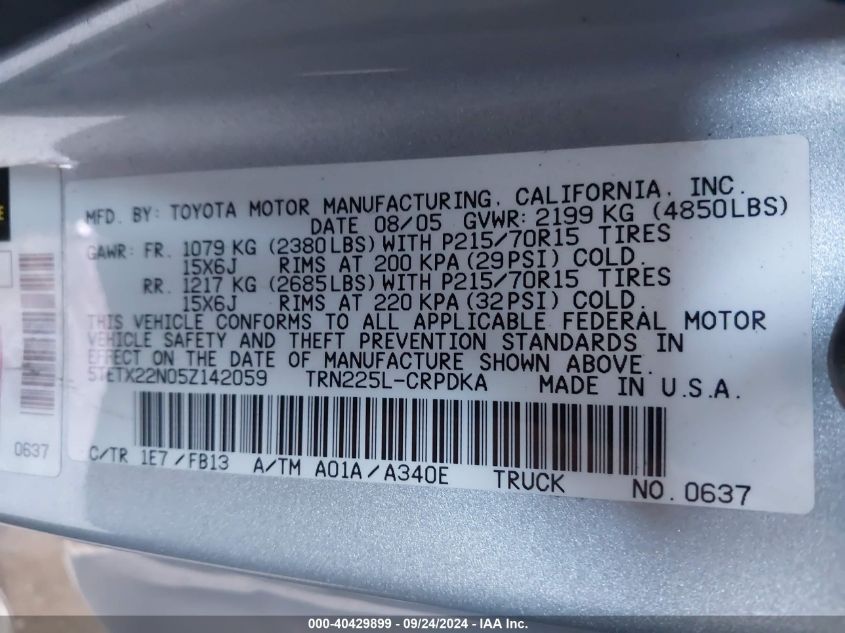 MFD. BY: TOYOTA MOTOR MANUFACTURING, CALIFORNIA, INC.
DATE 08/05 GVWR: 2199 KG (4850LBS)
GAWR: FR. 1079 KG (2380LBS) WITH P215/70R15 TIRES
15X6J RIMS AT 200 KPA (29PSI) COLD.
RR. 1217 KG (2685LBS) WITH P215/70R15 TIRES
15X6J RIMS AT 220 KPA (32PSI) COLD.
THIS VEHICLE CONFORMS TO ALL APPLICABLE FEDERAL MOTOR
VEHICLE SAFETY AND THEFT PREVENTION STANDARDS IN
EFFECT ON THE DATE OF MANUFACTURE SHOWN ABOVE.
5TETX22N05Z142059 TRN225L-CRPDKA MADE IN U.S.A.
C/TR 1E7/FB13 A/TM A01A/A340E TRUCK NO. 0637
0637
000-40429899 - 09/24/2024 - IAA Inc.